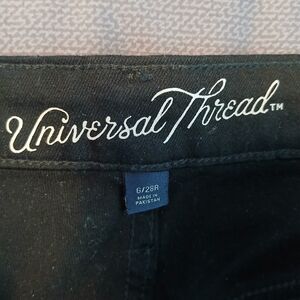 Universal Thread™
6/28R
MADE IN
PAKISTAN